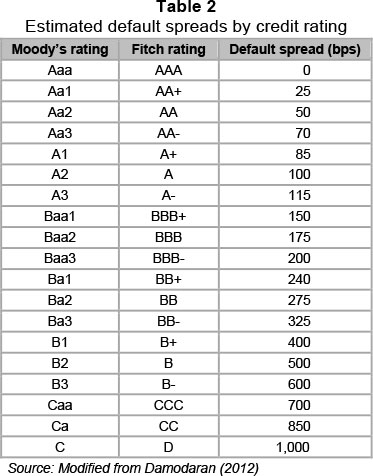 Table 2
Estimated default spreads by credit rating
Moody's rating Fitch rating Default spread (bps)
Aaa AAA 0
Aa1 AA+ 25
Aa2 AA 50
Aa3 AA- 70
A1 A+ 85
A2 A 100
A3 A- 115
Baa1 BBB+ 150
Baa2 BBB 175
Baa3 BBB- 200
Ba1 BB+ 240
Ba2 BB 275
Ba3 BB- 325
B1 B+ 400
B2 B 500
B3 B- 600
Caa CCC 700
Ca CC 850
C D 1,000
Source: Modified from Damodaran (2012)